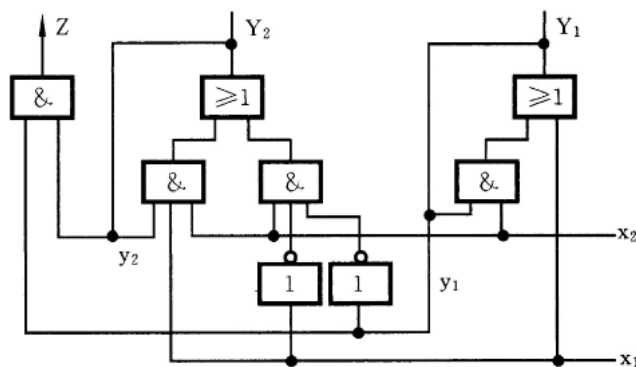 Z Y₂ Y₁
& ≥1 ≥1
& & &
x₂
y₂ 1 1 y₁
x₁